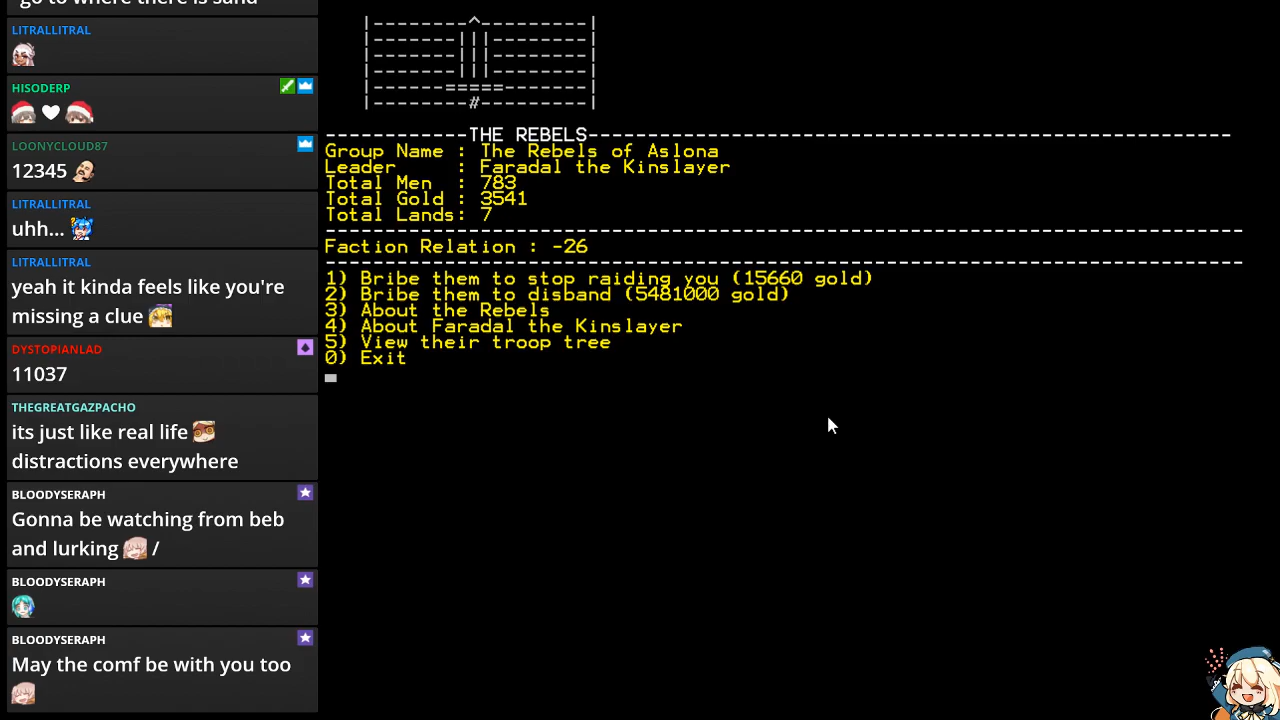 go to where there is sand
LITRALLITRAL
HISODERP
LOONYCLOUD87
12345
LITRALLITRAL
uhh...
LITRALLITRAL
yeah it kinda feels like you're
missing a clue
DYSTOPIANLAD
11037
THEGREATGAZPACHO
its just like real life
distractions everywhere
BLOODYSERAPH
Gonna be watching from beb
and lurking /
BLOODYSERAPH
BLOODYSERAPH
May the comf be with you too
|---------^---------|
|-------|||--------|
|-------|||--------|
|-------|||--------|
|------=====-------|
|---------#---------|
------------THE REBELS------------------------------------------------------
Group Name : The Rebels of Aslona
Leader     : Faradal the Kinslayer
Total Men  : 783
Total Gold : 3541
Total Lands: 7
-----------------------------------------------------------------------------
Faction Relation : -26
-----------------------------------------------------------------------------
1) Bribe them to stop raiding you (15660 gold)
2) Bribe them to disband (5481000 gold)
3) About the Rebels
4) About Faradal the Kinslayer
5) View their troop tree
0) Exit